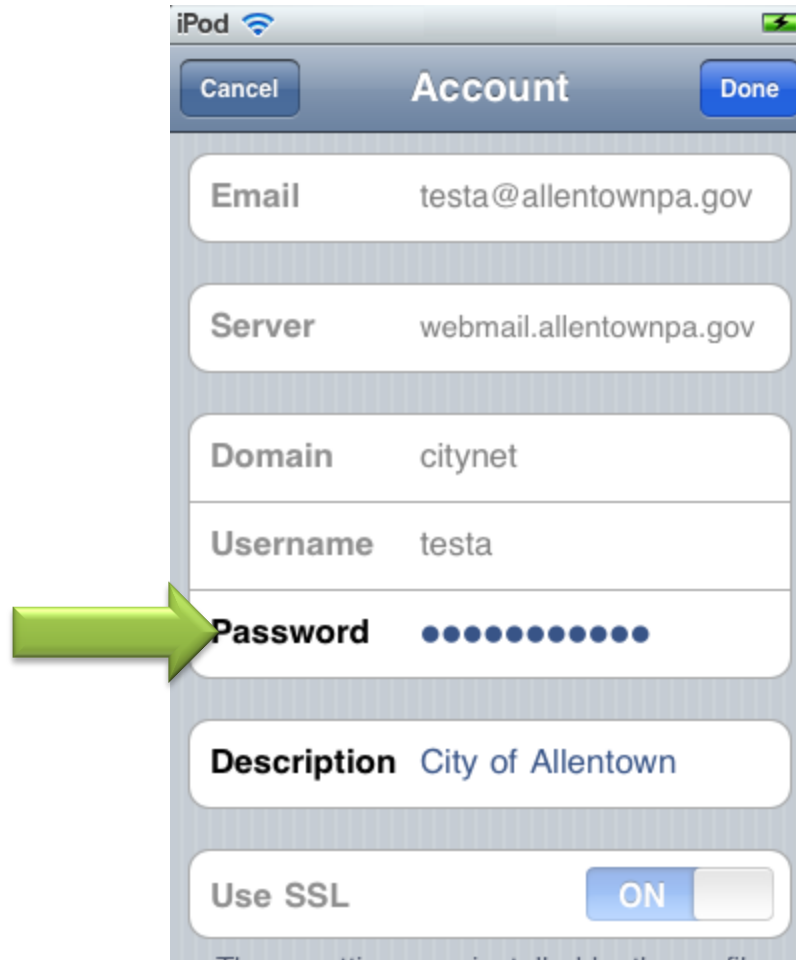 iPod
Cancel Account Done
Email testa@allentownpa.gov
Server webmail.allentownpa.gov
Domain citynet
Username testa
Password ●●●●●●●●●●●
Description City of Allentown
Use SSL ON